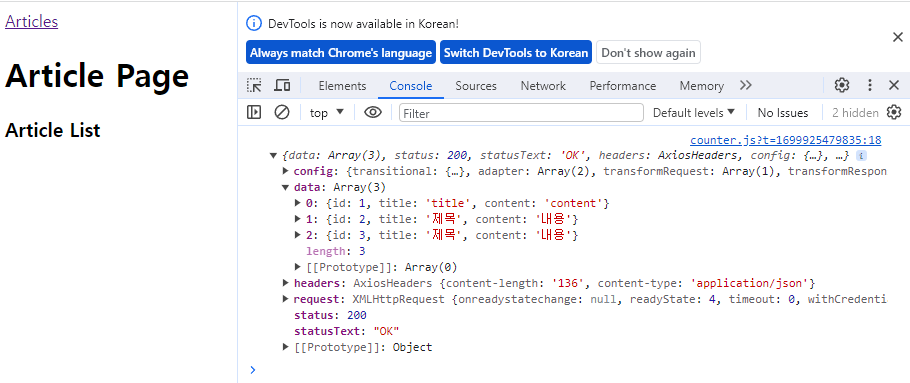 Articles
Article Page
Article List
DevTools is now available in Korean!
Always match Chrome's language Switch DevTools to Korean Don't show again
Elements Console Sources Network Performance Memory
top Filter Default levels No Issues 2 hidden
counter.js?t=1699925479835:18
{data: Array(3), status: 200, statusText: 'OK', headers: AxiosHeaders, config: {…}, …}
config: {transitional: {…}, adapter: Array(2), transformRequest: Array(1), transformRespon
data: Array(3)
0: {id: 1, title: 'title', content: 'content'}
1: {id: 2, title: '제목', content: '내용'}
2: {id: 3, title: '제목', content: '내용'}
length: 3
[[Prototype]]: Array(0)
headers: AxiosHeaders {content-length: '136', content-type: 'application/json'}
request: XMLHttpRequest {onreadystatechange: null, readyState: 4, timeout: 0, withCredenti
status: 200
statusText: "OK"
[[Prototype]]: Object